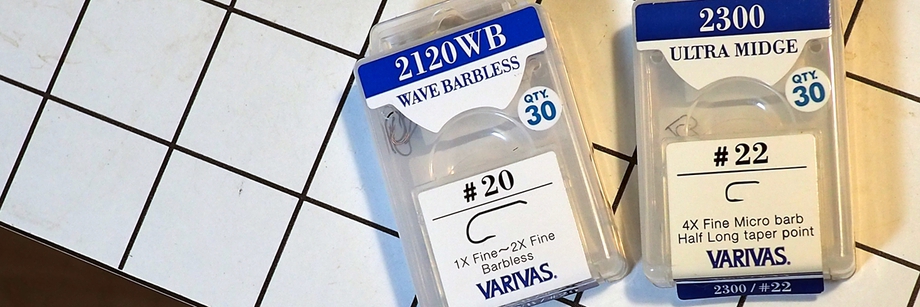 2120WB
WAVE BARBLESS
QTY.
30
#20
1X Fine~2X Fine
Barbless
VARIVAS.
2300
ULTRA MIDGE
QTY.
30
#22
4X Fine Micro barb
Half Long taper point
VARIVAS.
2300/#22